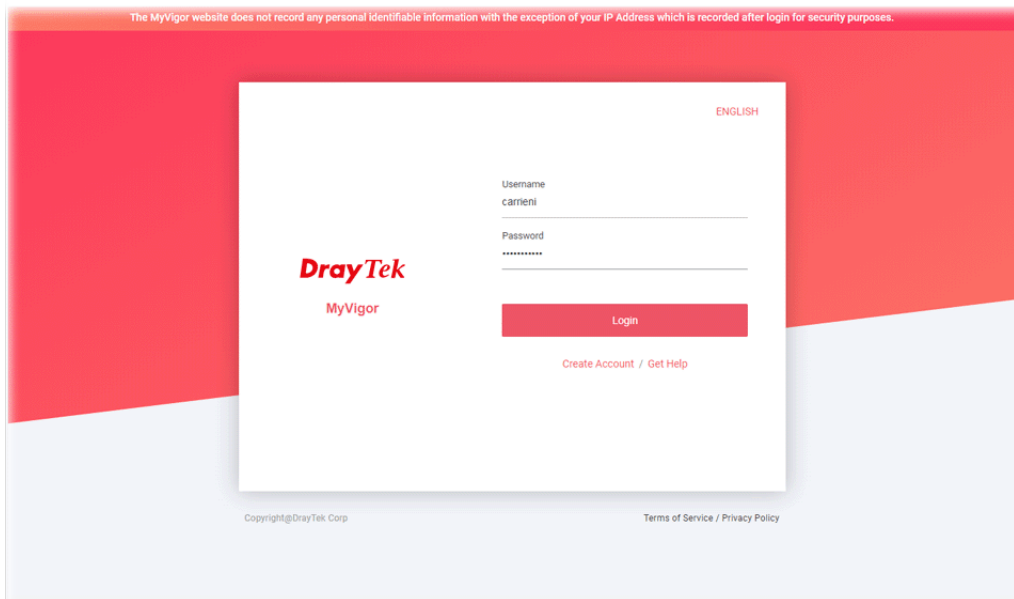 The MyVigor website does not record any personal identifiable information with the exception of your IP Address which is recorded after login for security purposes.
ENGLISH
Username
carrieni
Password
•••••••••••
DrayTek
MyVigor
Login
Create Account / Get Help
Copyright@DrayTek Corp
Terms of Service / Privacy Policy